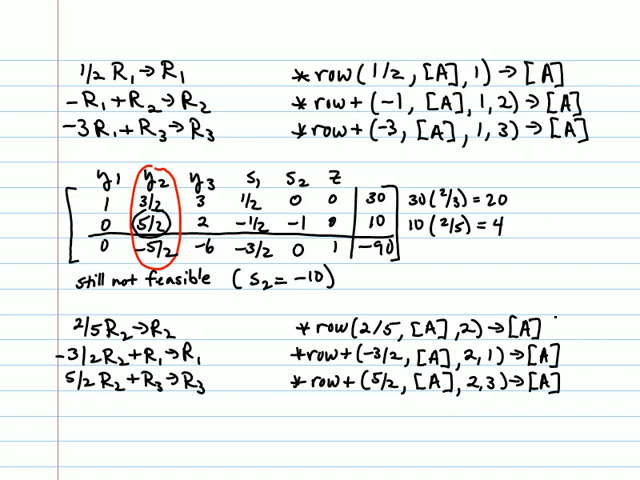 1/2 R₁ → R₁ *row(1/2, [A], 1) → [A]
-R₁ + R₂ → R₂ *row+(-1, [A], 1, 2) → [A]
-3R₁ + R₃ → R₃ *row+(-3, [A], 1, 3) → [A]
y₁ y₂ y₃ s₁ s₂ z
1 3/2 3 1/2 0 0 30 30(2/3) = 20
0 5/2 2 -1/2 -1 0 10 10(2/5) = 4
0 -5/2 -6 -3/2 0 1 -90
still not feasible (s₂ = -10)
2/5 R₂ → R₂ *row(2/5, [A], 2) → [A]
-3/2 R₂ + R₁ → R₁ *row+(-3/2, [A], 2, 1) → [A]
5/2 R₂ + R₃ → R₃ *row+(5/2, [A], 2, 3) → [A]